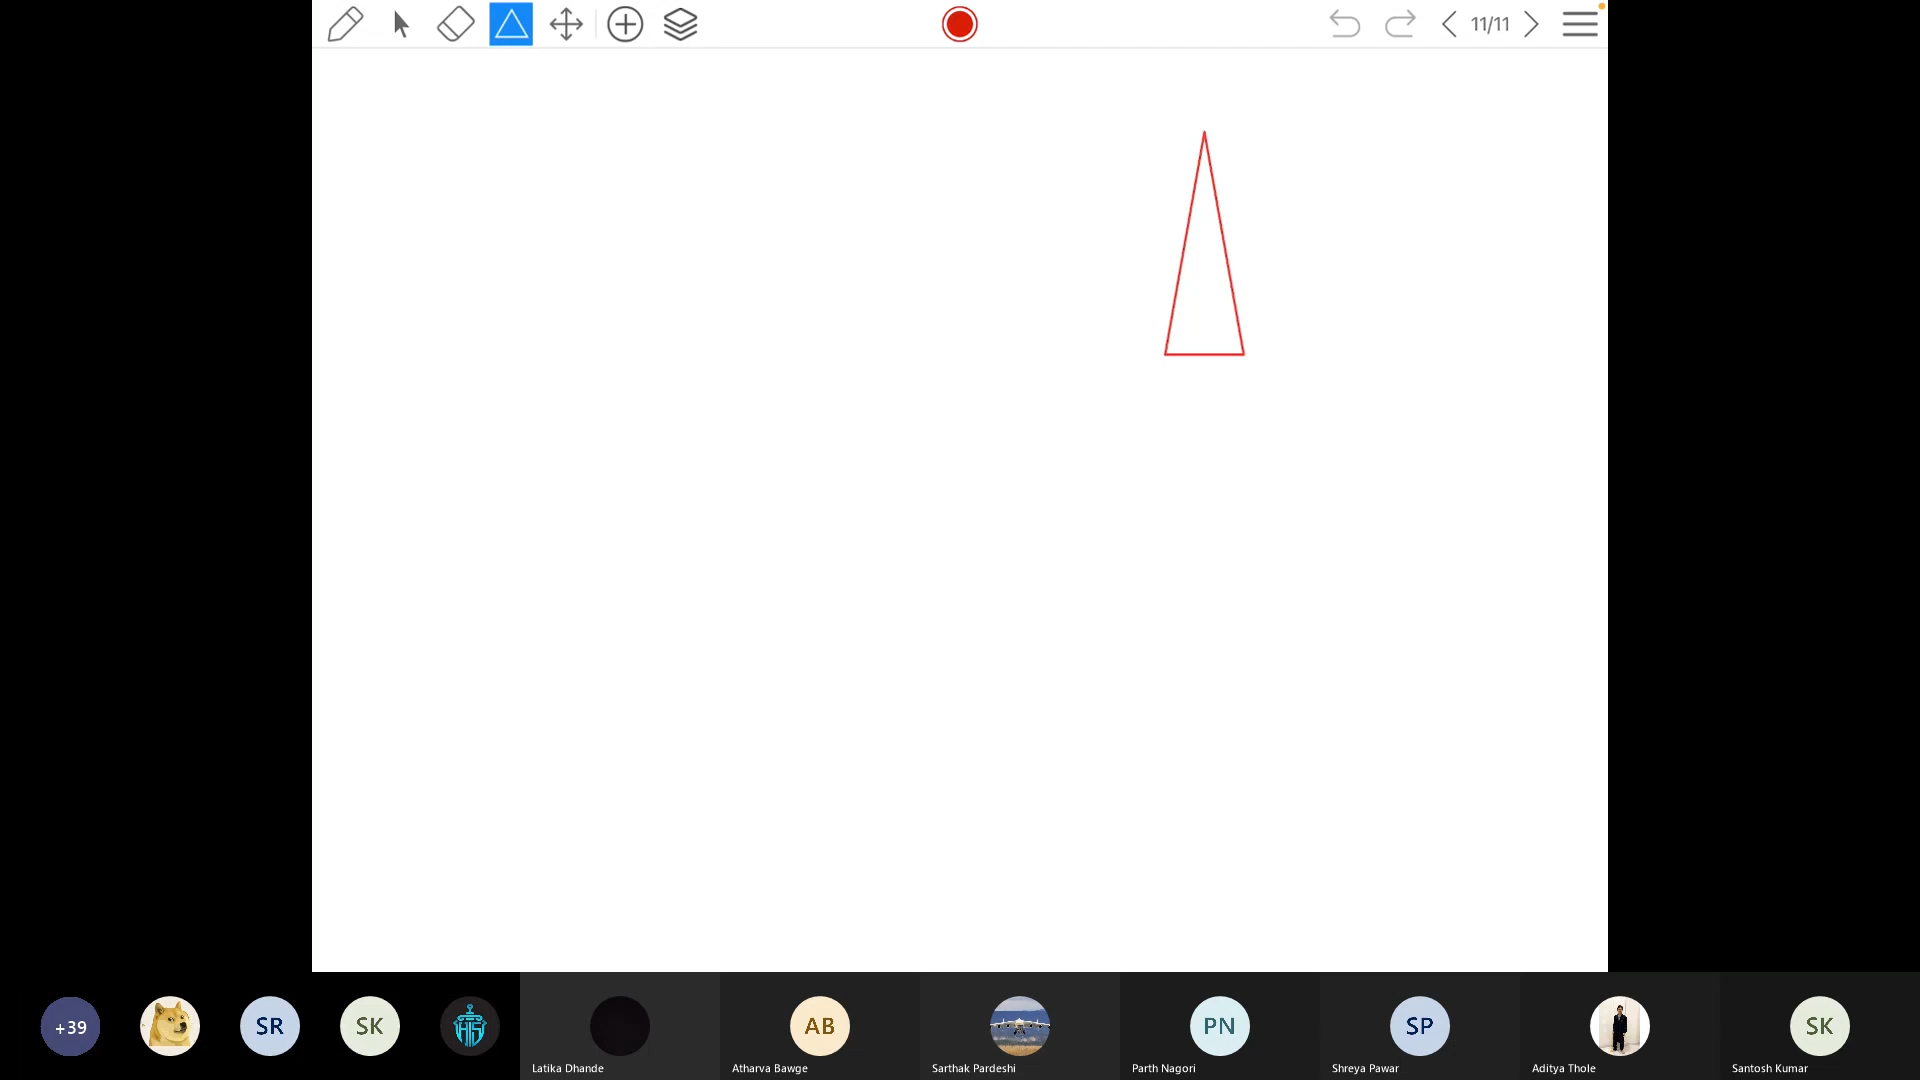 11/11
+39
SR
SK
AB
PN
SP
SK
Latika Dhande
Atharva Bawge
Sarthak Pardeshi
Parth Nagori
Shreya Pawar
Aditya Thole
Santosh Kumar